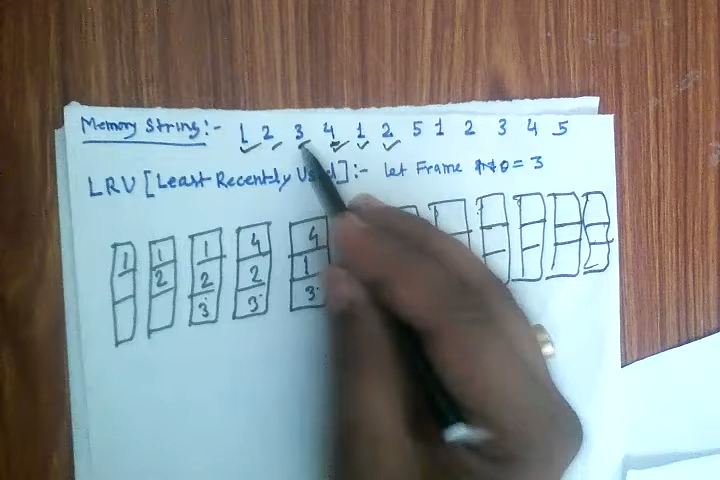 Memory String:- 1 2 3 4 1 2 5 1 2 3 4 5
LRV [Least Recently Used]:- let Frame No = 3
1 1 1 4 4
2 2 2 1
3 3 3